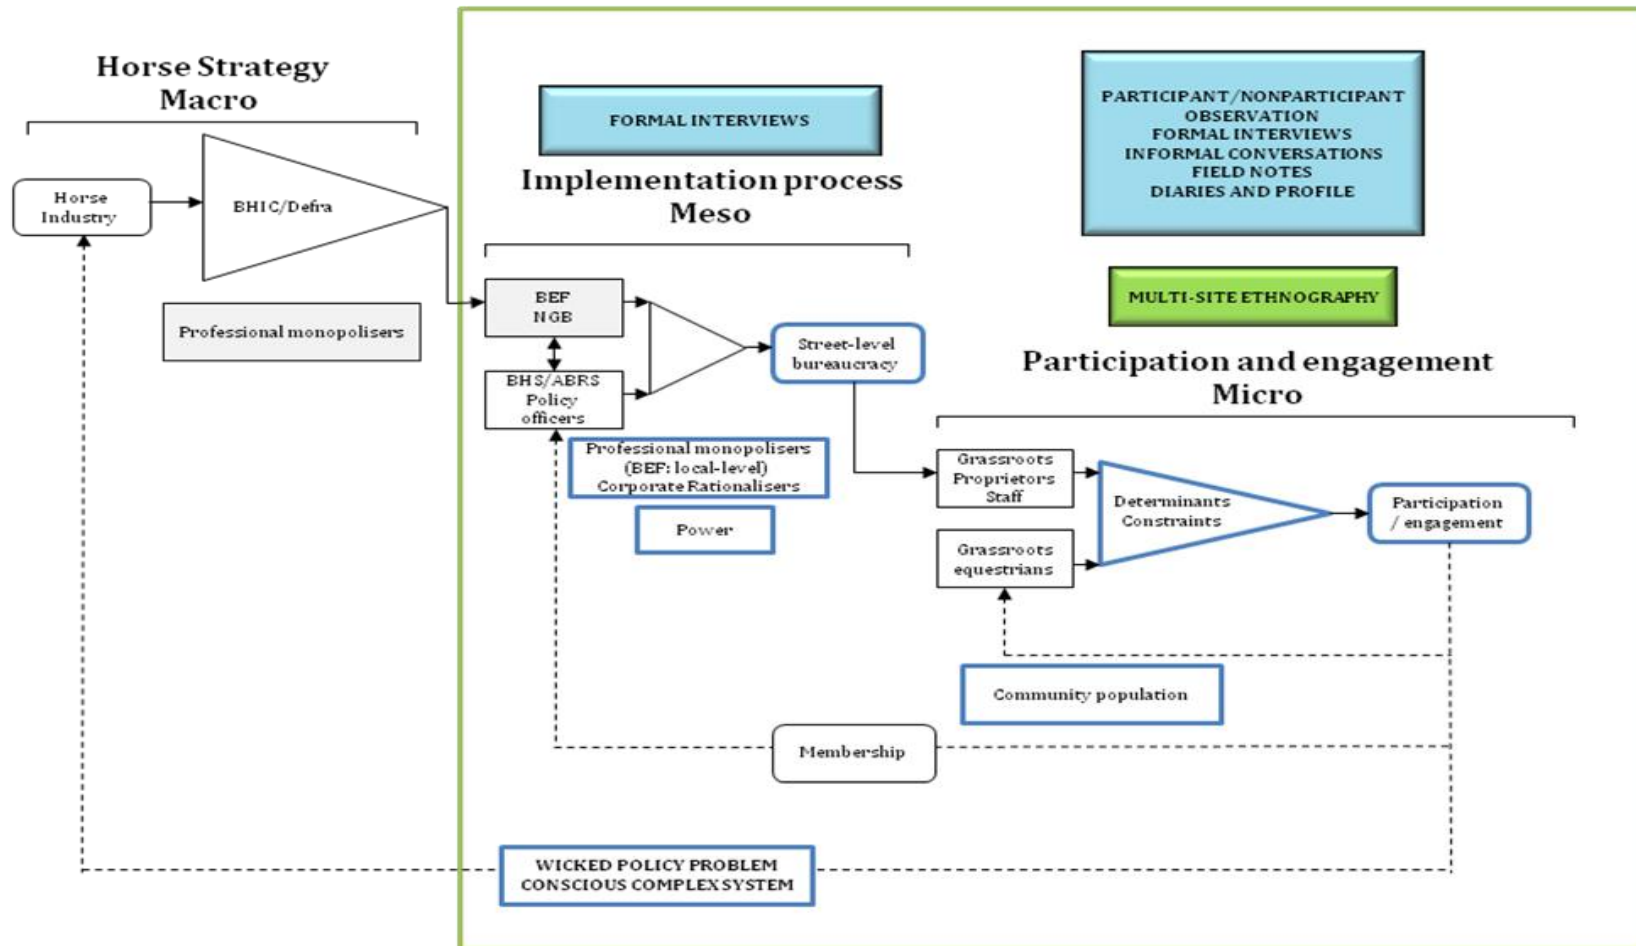 Horse Strategy
Macro
Horse
Industry
BHIC/Defra
Professional monopolisers
FORMAL INTERVIEWS
Implementation process
Meso
BEF
NGB
BHS/ABRS
Policy
officers
Street-level
bureaucracy
Professional monopolisers
(BEF: local-level)
Corporate Rationalisers
Power
PARTICIPANT/NONPARTICIPANT
OBSERVATION
FORMAL INTERVIEWS
INFORMAL CONVERSATIONS
FIELD NOTES
DIARIES AND PROFILE
MULTI-SITE ETHNOGRAPHY
Participation and engagement
Micro
Grassroots
Proprietors
Staff
Grassroots
equestrians
Determinants
Constraints
Participation
/ engagement
Community population
Membership
WICKED POLICY PROBLEM
CONSCIOUS COMPLEX SYSTEM